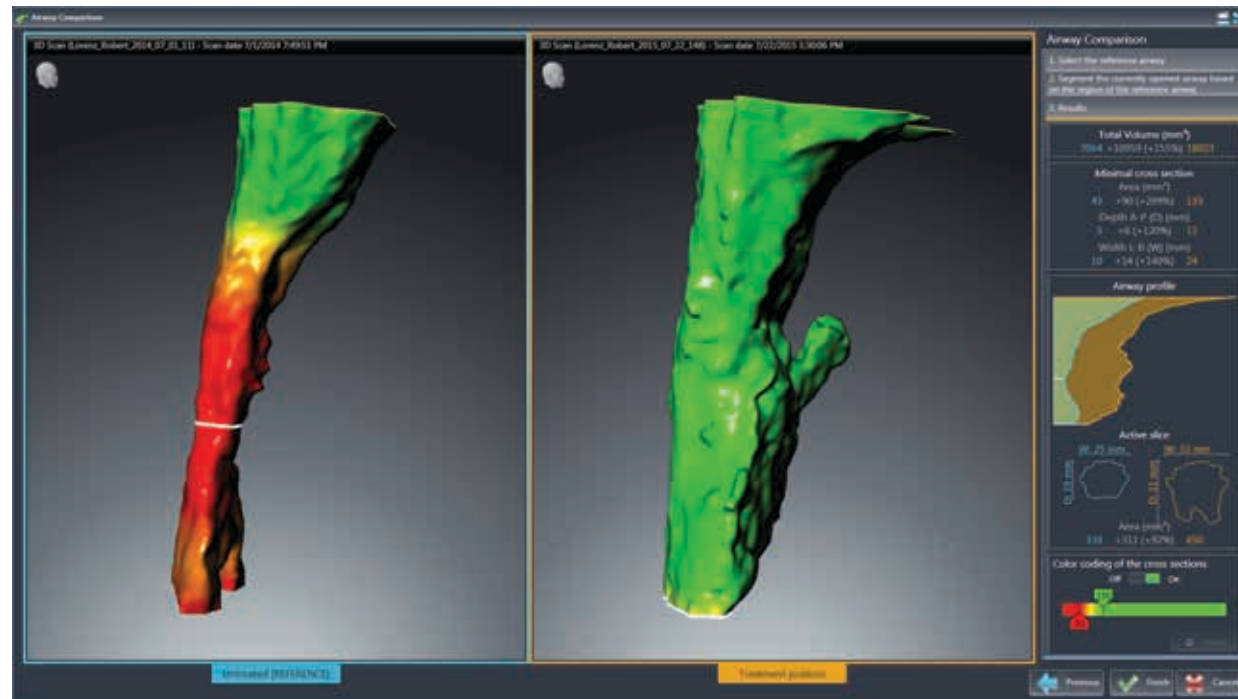 Airway Comparison
3D Scan (Lorenz_Robert_2014_07_01_11) - Scan date 7/1/2014 7:49:51 PM
3D Scan (Lorenz_Robert_2015_07_22_148) - Scan date 7/22/2015 1:30:06 PM
Untreated [REFERENCE]
Treatment position
Airway Comparison
1. Select the reference airway
2. Segment the currently opened airway based
on the region of the reference airway
3. Results
Total Volume (mm³)
7064 +10959 (+155%) 18023
Minimal cross section
Area (mm²)
43 +90 (+209%) 133
Depth A-P (D) (mm)
5 +6 (+120%) 11
Width L-R (W) (mm)
10 +14 (+140%) 24
Airway profile
Active slice
W: 25 mm
D: 19 mm
Area (mm²)
Color coding of the cross sections
Off On
Previous Finish Cancel